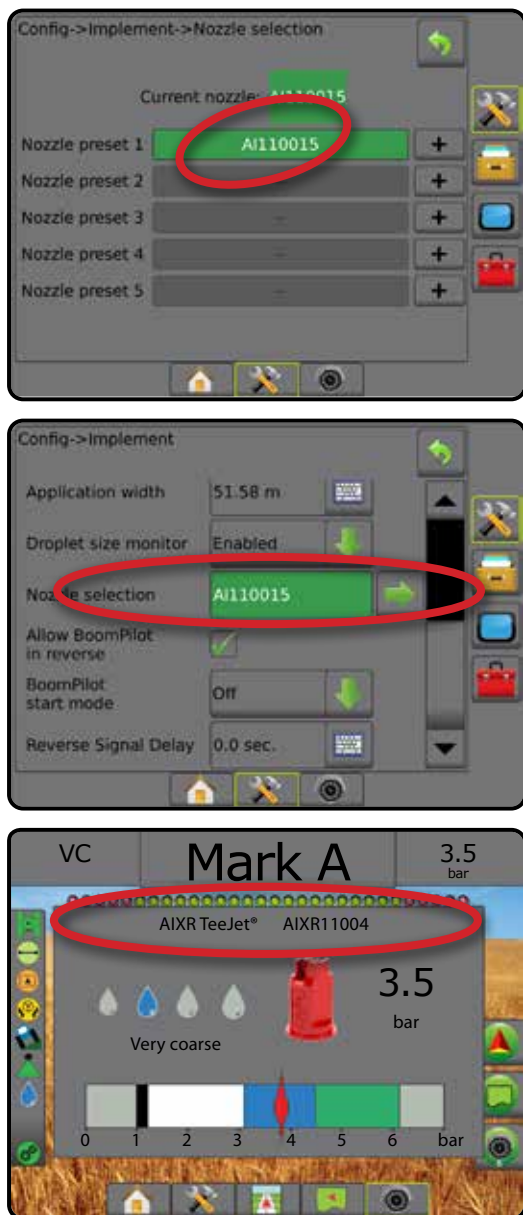 Config->Implement->Nozzle selection
Current nozzle: AI110015
Nozzle preset 1 AI110015 +
Nozzle preset 2 – +
Nozzle preset 3 – +
Nozzle preset 4 – +
Nozzle preset 5 – +
Config->Implement
Application width 51.58 m
Droplet size monitor Enabled
Nozzle selection AI110015
Allow BoomPilot
in reverse
BoomPilot
start mode Off
Reverse Signal Delay 0.0 sec.
VC Mark A 3.5
bar
AIXR TeeJet® AIXR11004
3.5
bar
Very coarse
0 1 2 3 4 5 6 bar